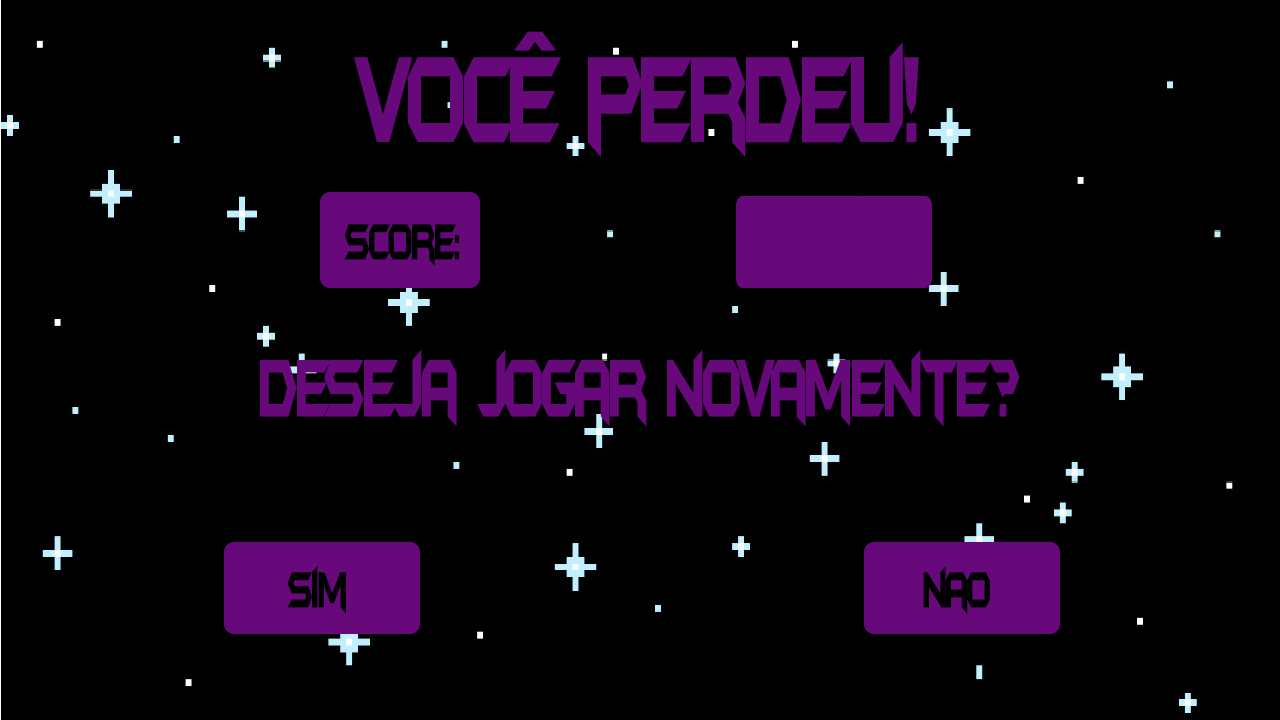 VOCÊ PERDEU!
SCORE:
DESEJA JOGAR NOVAMENTE?
SIM
NAO